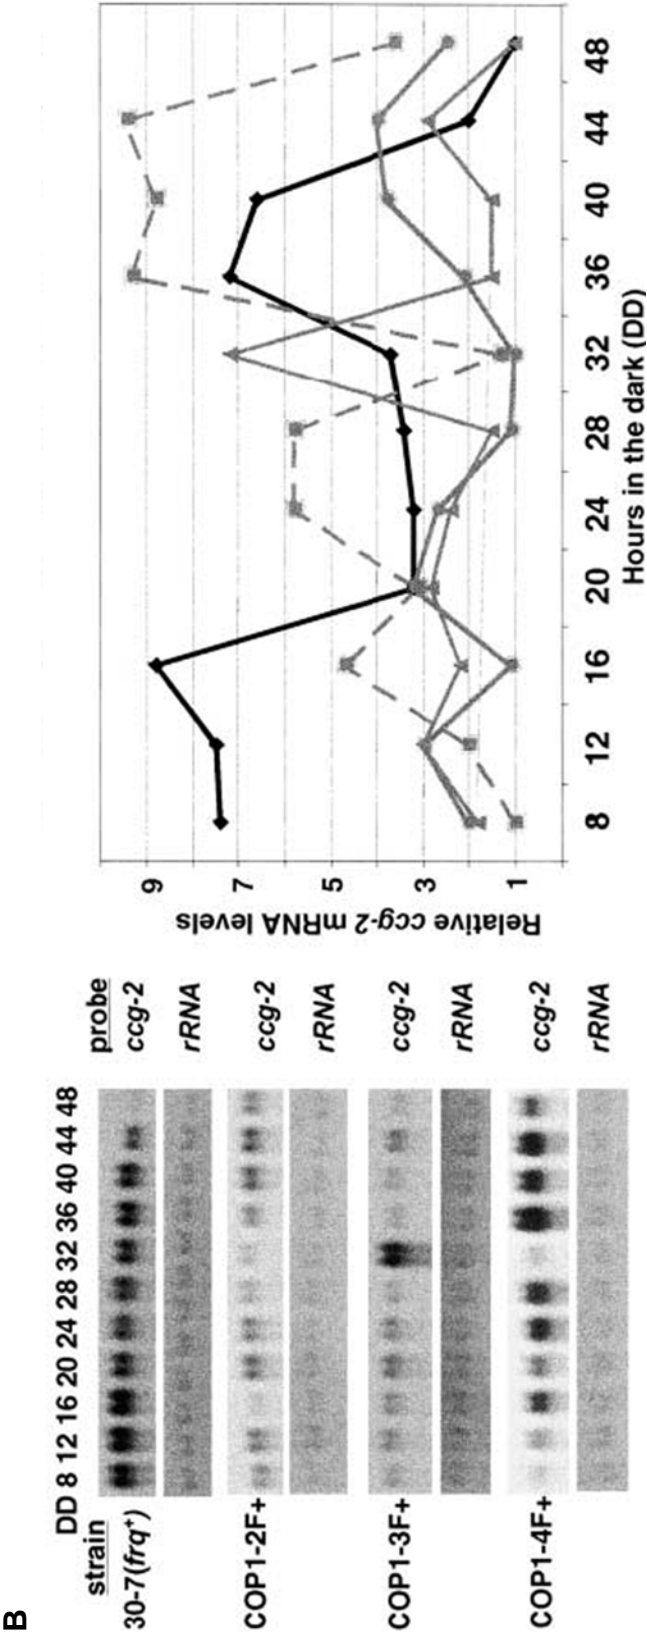 B
strain DD 8 12 16 20 24 28 32 36 40 44 48 probe
30-7(frq+) ccg-2
rRNA
COP1-2F+ ccg-2
rRNA
COP1-3F+ ccg-2
rRNA
COP1-4F+ ccg-2
rRNA
Relative ccg-2 mRNA levels
9
7
5
3
1
8 12 16 20 24 28 32 36 40 44 48
Hours in the dark (DD)